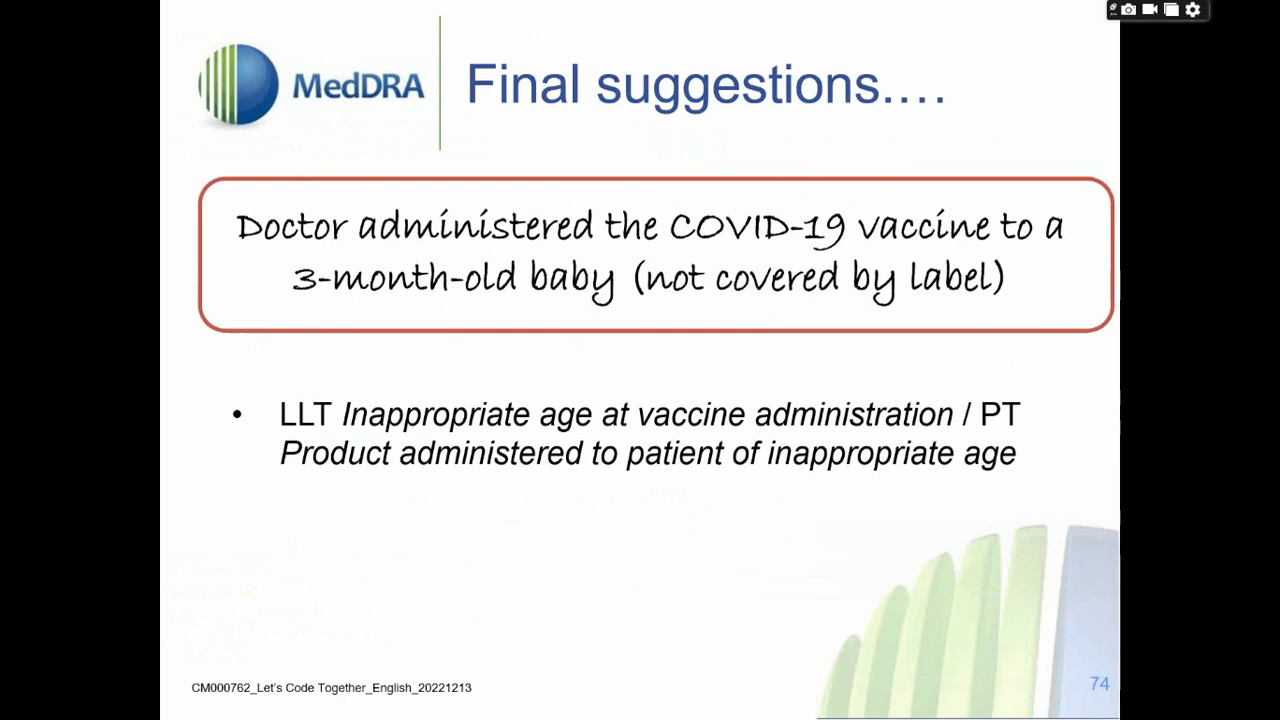 MedDRA
Final suggestions.…
Doctor administered the COVID-19 vaccine to a
3-month-old baby (not covered by label)
• LLT Inappropriate age at vaccine administration / PT
Product administered to patient of inappropriate age
CM000762_Let's Code Together_English_20221213
74